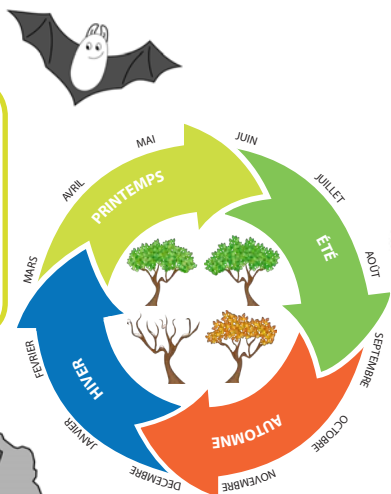 MARS
AVRIL
MAI
JUIN
JUILLET
AOÛT
SEPTEMBRE
OCTOBRE
NOVEMBRE
DECEMBRE
JANVIER
FEVRIER
PRINTEMPS
ÉTÉ
AUTOMNE
HIVER